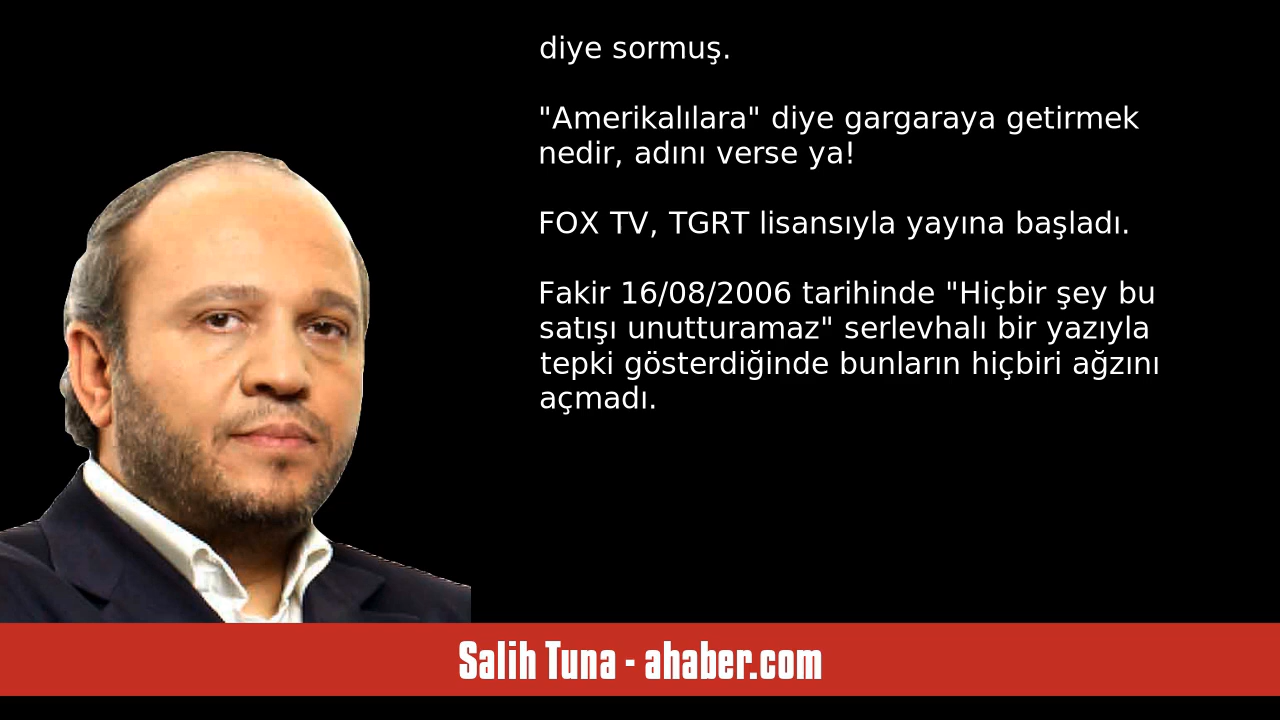 diye sormuş.
"Amerikalılara" diye gargaraya getirmek
nedir, adını verse ya!
FOX TV, TGRT lisansıyla yayına başladı.
Fakir 16/08/2006 tarihinde "Hiçbir şey bu
satışı unutturamaz" serlevhalı bir yazıyla
tepki gösterdiğinde bunların hiçbiri ağzını
açmadı.
Salih Tuna - ahaber.com